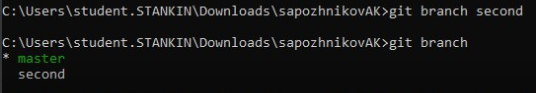 C:\Users\student.STANKIN\Downloads\sapozhnikovAK>git branch second
C:\Users\student.STANKIN\Downloads\sapozhnikovAK>git branch
* master
  second